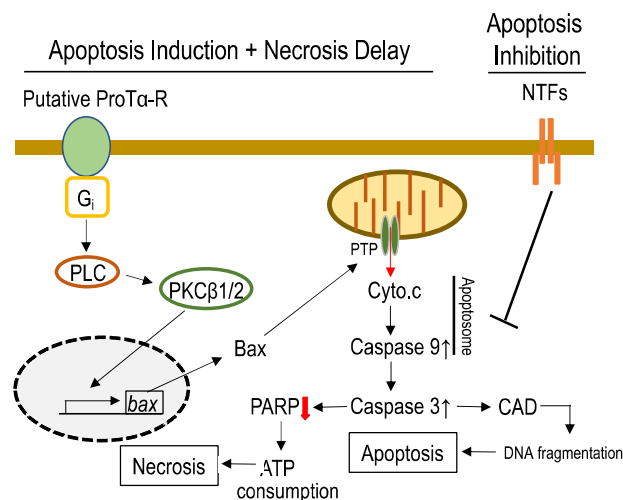 Apoptosis Induction + Necrosis Delay
Apoptosis
Inhibition
Putative ProTα-R
NTFs
Gi
PLC
PKCβ1/2
PTP
Cyto.c
Apoptosome
Bax
Caspase 9↑
bax
PARP
Caspase 3↑
CAD
Necrosis
ATP
consumption
Apoptosis
DNA fragmentation